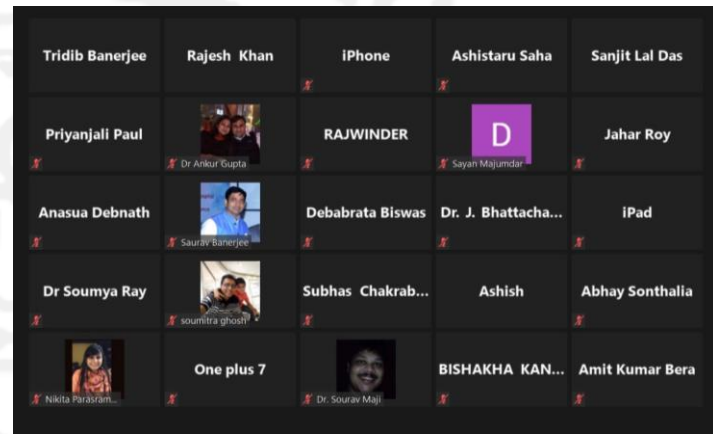 Tridib Banerjee
Rajesh Khan
iPhone
Ashistaru Saha
Sanjit Lal Das
Priyanjali Paul
Dr Ankur Gupta
RAJWINDER
D
Sayan Majumdar
Jahar Roy
Anasua Debnath
Saurav Banerjee
Debabrata Biswas
Dr. J. Bhattacha...
iPad
Dr Soumya Ray
soumitra ghosh
Subhas Chakrab...
Ashish
Abhay Sonthalia
Nikita Parasram...
One plus 7
Dr. Sourav Maji
BISHAKHA KAN...
Amit Kumar Bera